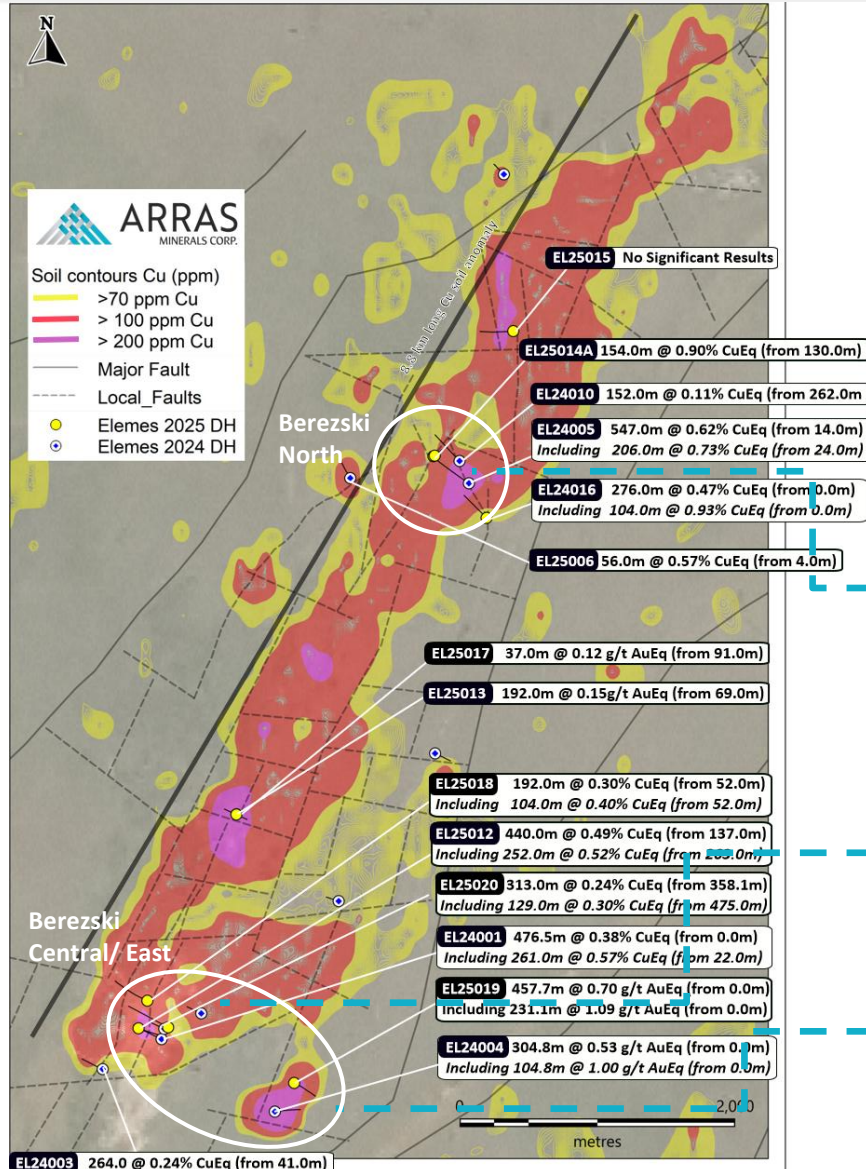 N
ARRAS
MINERALS CORP.
Soil contours Cu (ppm)
>70 ppm Cu
> 100 ppm Cu
> 200 ppm Cu
Major Fault
Local_Faults
Elemes 2025 DH
Elemes 2024 DH
8.3 km long Cu soil anomaly
EL25015 No Significant Results
EL25014A 154.0m @ 0.90% CuEq (from 130.0m)
EL24010 152.0m @ 0.11% CuEq (from 262.0m
Berezski
North
EL24005 547.0m @ 0.62% CuEq (from 14.0m)
Including 206.0m @ 0.73% CuEq (from 24.0m)
EL24016 276.0m @ 0.47% CuEq (from 0.0m)
Including 104.0m @ 0.93% CuEq (from 0.0m)
EL25006 56.0m @ 0.57% CuEq (from 4.0m)
EL25017 37.0m @ 0.12 g/t AuEq (from 91.0m)
EL25013 192.0m @ 0.15g/t AuEq (from 69.0m)
EL25018 192.0m @ 0.30% CuEq (from 52.0m)
Including 104.0m @ 0.40% CuEq (from 52.0m)
EL25012 440.0m @ 0.49% CuEq (from 137.0m)
Including 252.0m @ 0.52% CuEq (from
EL25020 313.0m @ 0.24% CuEq (from 358.1m)
Including 129.0m @ 0.30% CuEq (from 475.0m)
Berezski
Central/ East
EL24001 476.5m @ 0.38% CuEq (from 0.0m)
Including 261.0m @ 0.57% CuEq (from 22.0m)
EL25019 457.7m @ 0.70 g/t AuEq (from 0.0m)
Including 231.1m @ 1.09 g/t AuEq (from 0.0m)
EL24004 304.8m @ 0.53 g/t AuEq (from 0.0m)
Including 104.8m @ 1.00 g/t AuEq (from 0.0m)
0 2,000
metres
EL24003 264.0 @ 0.24% CuEq (from 41.0m)